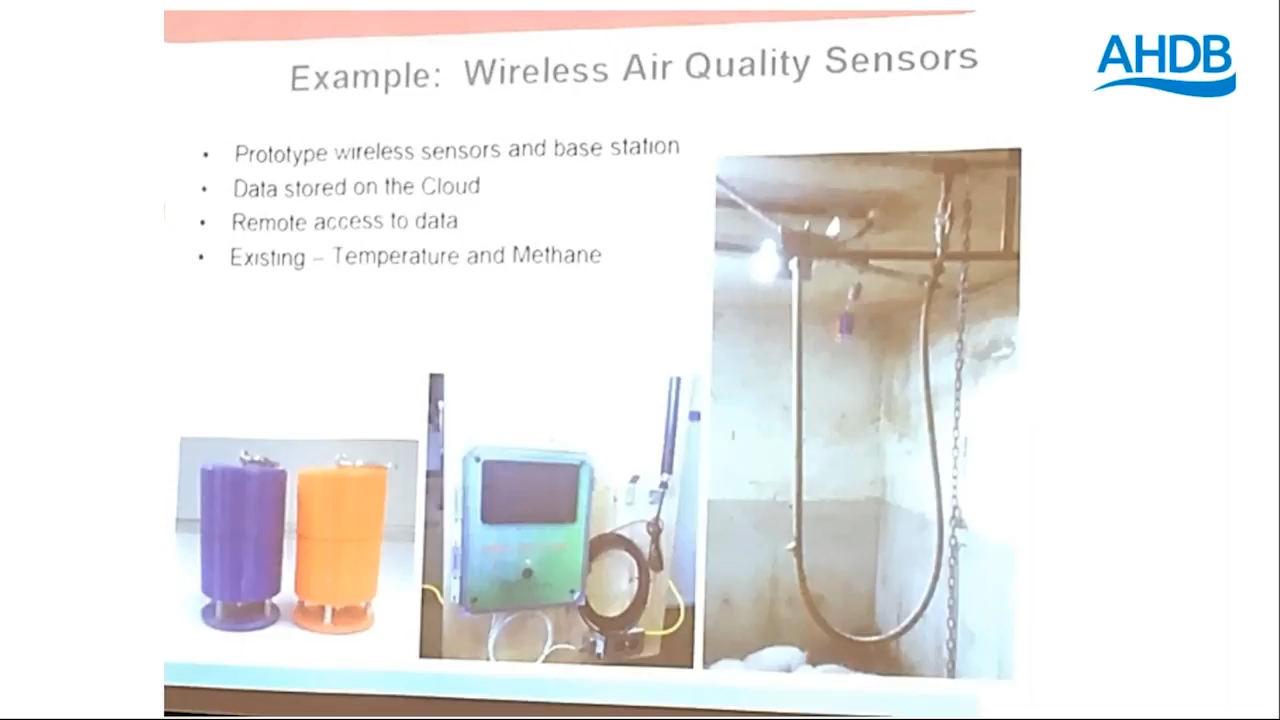 AHDB
Example: Wireless Air Quality Sensors
• Prototype wireless sensors and base station
• Data stored on the Cloud
• Remote access to data
• Existing – Temperature and Methane